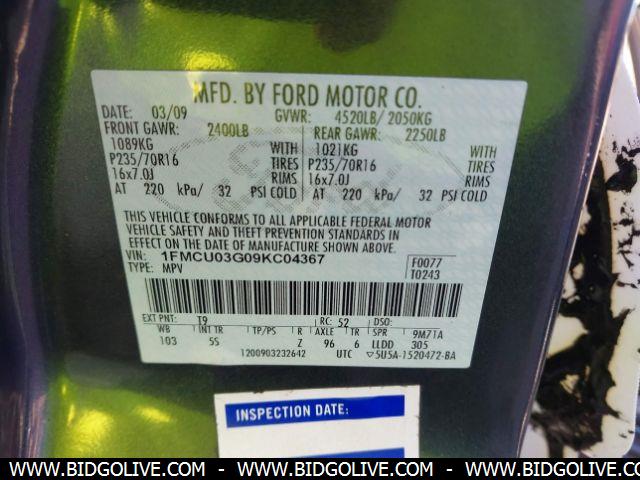 MFD. BY FORD MOTOR CO.
DATE: 03/09 GVWR: 4520LB/ 2050KG
FRONT GAWR: 2400LB REAR GAWR: 2250LB
1089KG 1021KG
P235/70R16 TIRES P235/70R16 TIRES
16x7.0J RIMS 16x7.0J RIMS
AT 220 kPa/ 32 PSI COLD AT 220 kPa/ 32 PSI COLD
THIS VEHICLE CONFORMS TO ALL APPLICABLE FEDERAL MOTOR
VEHICLE SAFETY AND THEFT PREVENTION STANDARDS IN
EFFECT ON THE DATE OF MANUFACTURE SHOWN ABOVE.
VIN: 1FMCU03G09KC04367 F0077
TYPE: MPV T0243
EXT PNT: T9 RC: 52 DSO:
WB INT TR TP/PS R AXLE TR SPR 9M71A
103 5S Z 96 6 LLDD 305
1200903232642 UTC 5U5A-1520472-BA
INSPECTION DATE:
WWW.BIDGOLIVE.COM - WWW.BIDGOLIVE.COM - WWW.BIDGOLIVE.COM